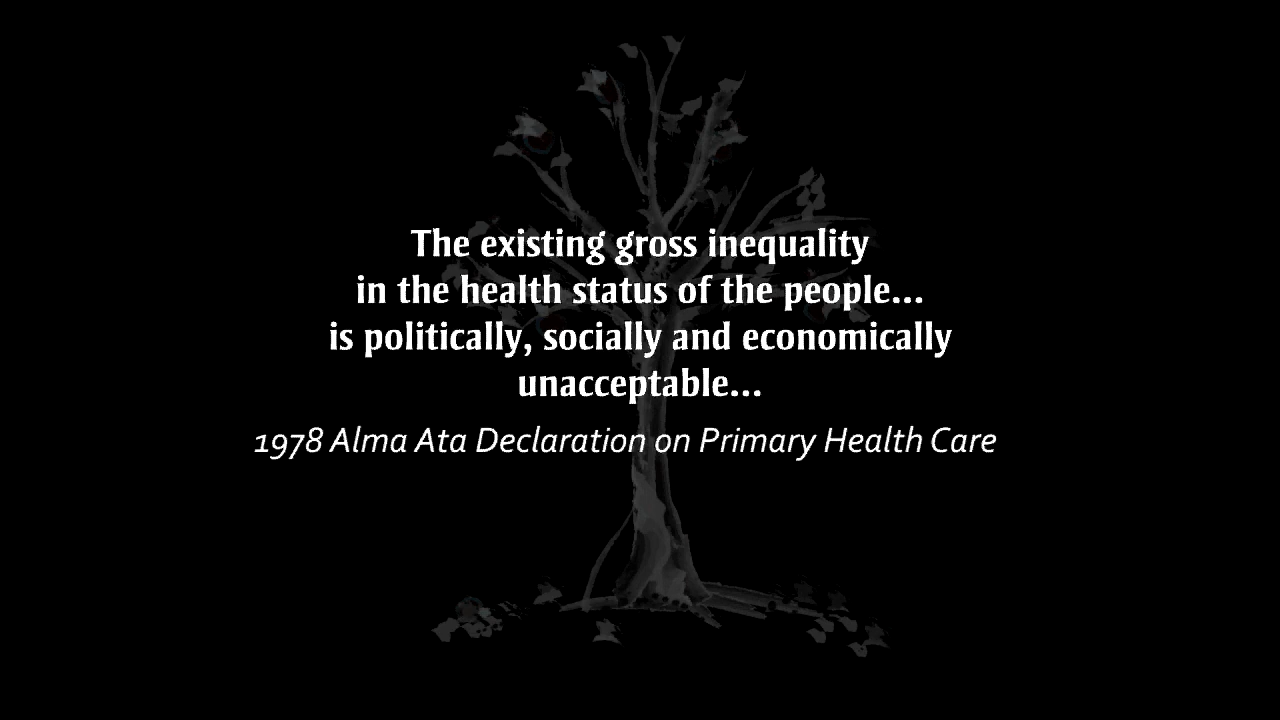 The existing gross inequality
in the health status of the people...
is politically, socially and economically
unacceptable...
1978 Alma Ata Declaration on Primary Health Care